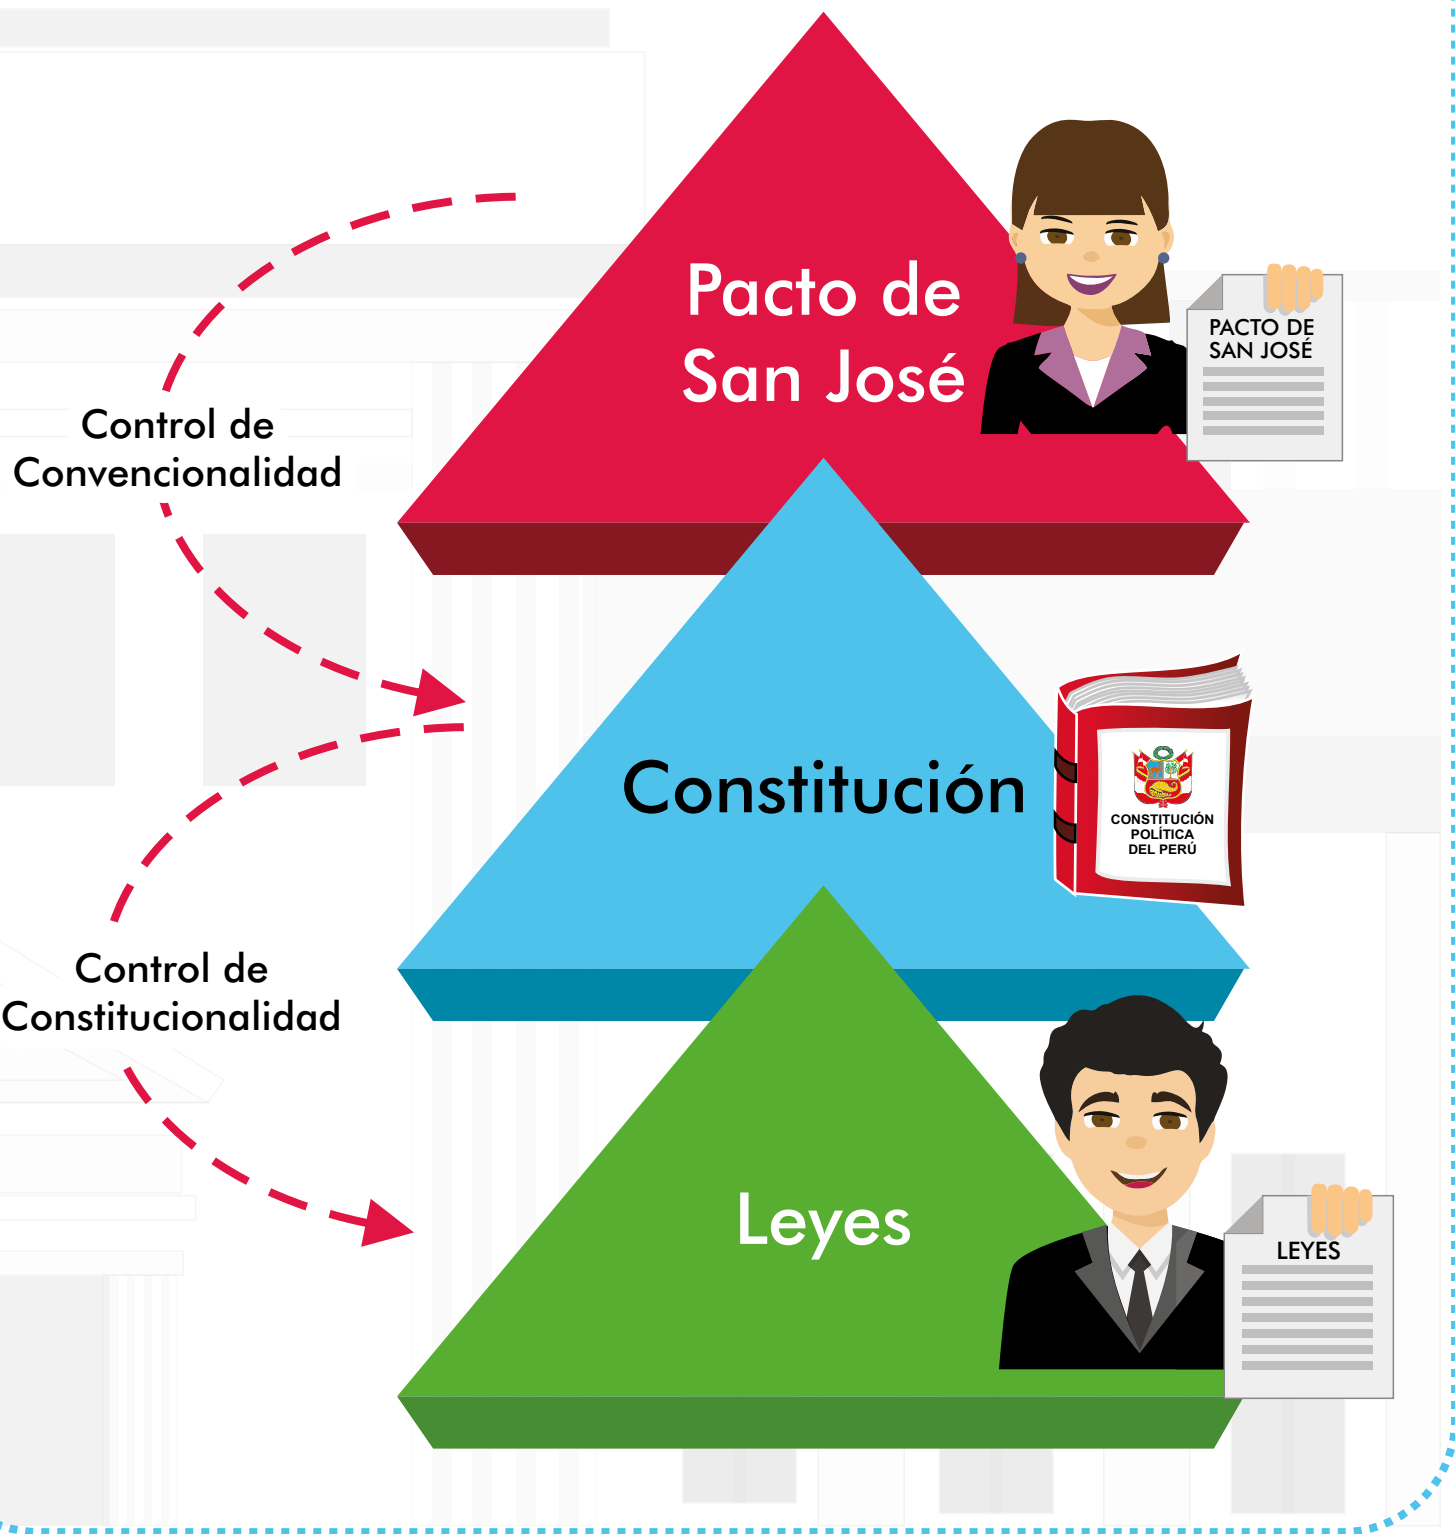 Pacto de
San José
PACTO DE
SAN JOSÉ
Control de
Convencionalidad
Constitución
CONSTITUCIÓN
POLÍTICA
DEL PERÚ
Control de
Constitucionalidad
Leyes
LEYES